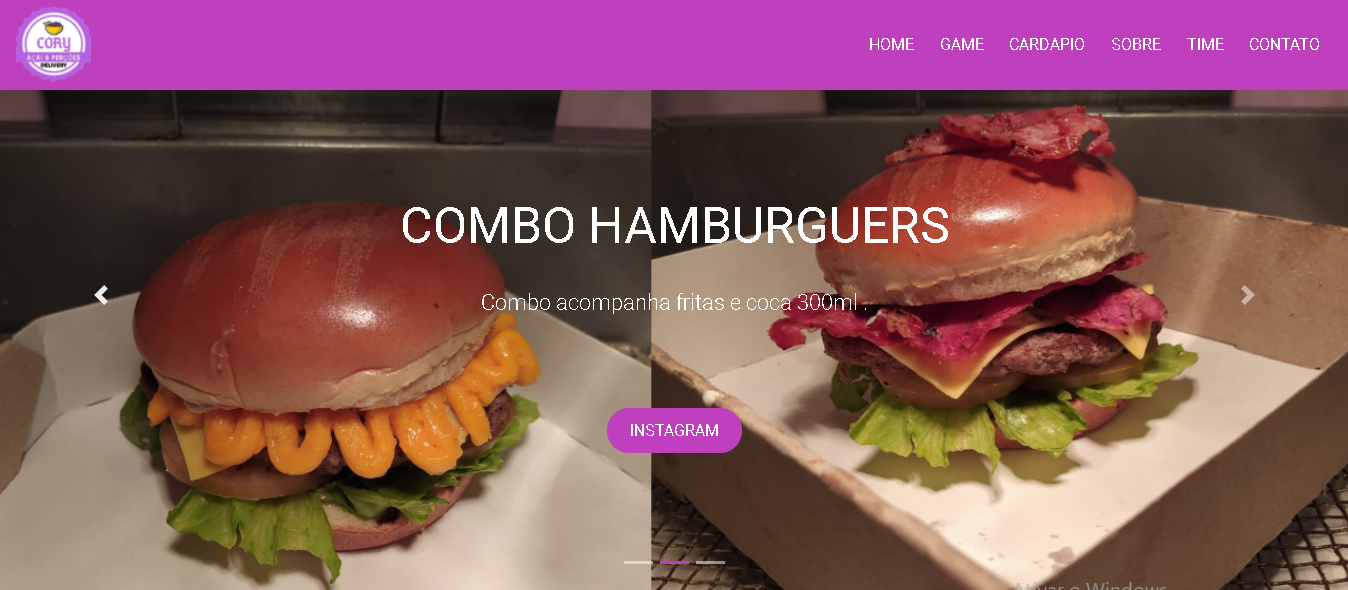 CORY
AÇAÍ & PORÇÕES
DELIVERY
HOME GAME CARDAPIO SOBRE TIME CONTATO
COMBO HAMBURGUERS
Combo acompanha fritas e coca 300ml .
INSTAGRAM
Ativar o Windows